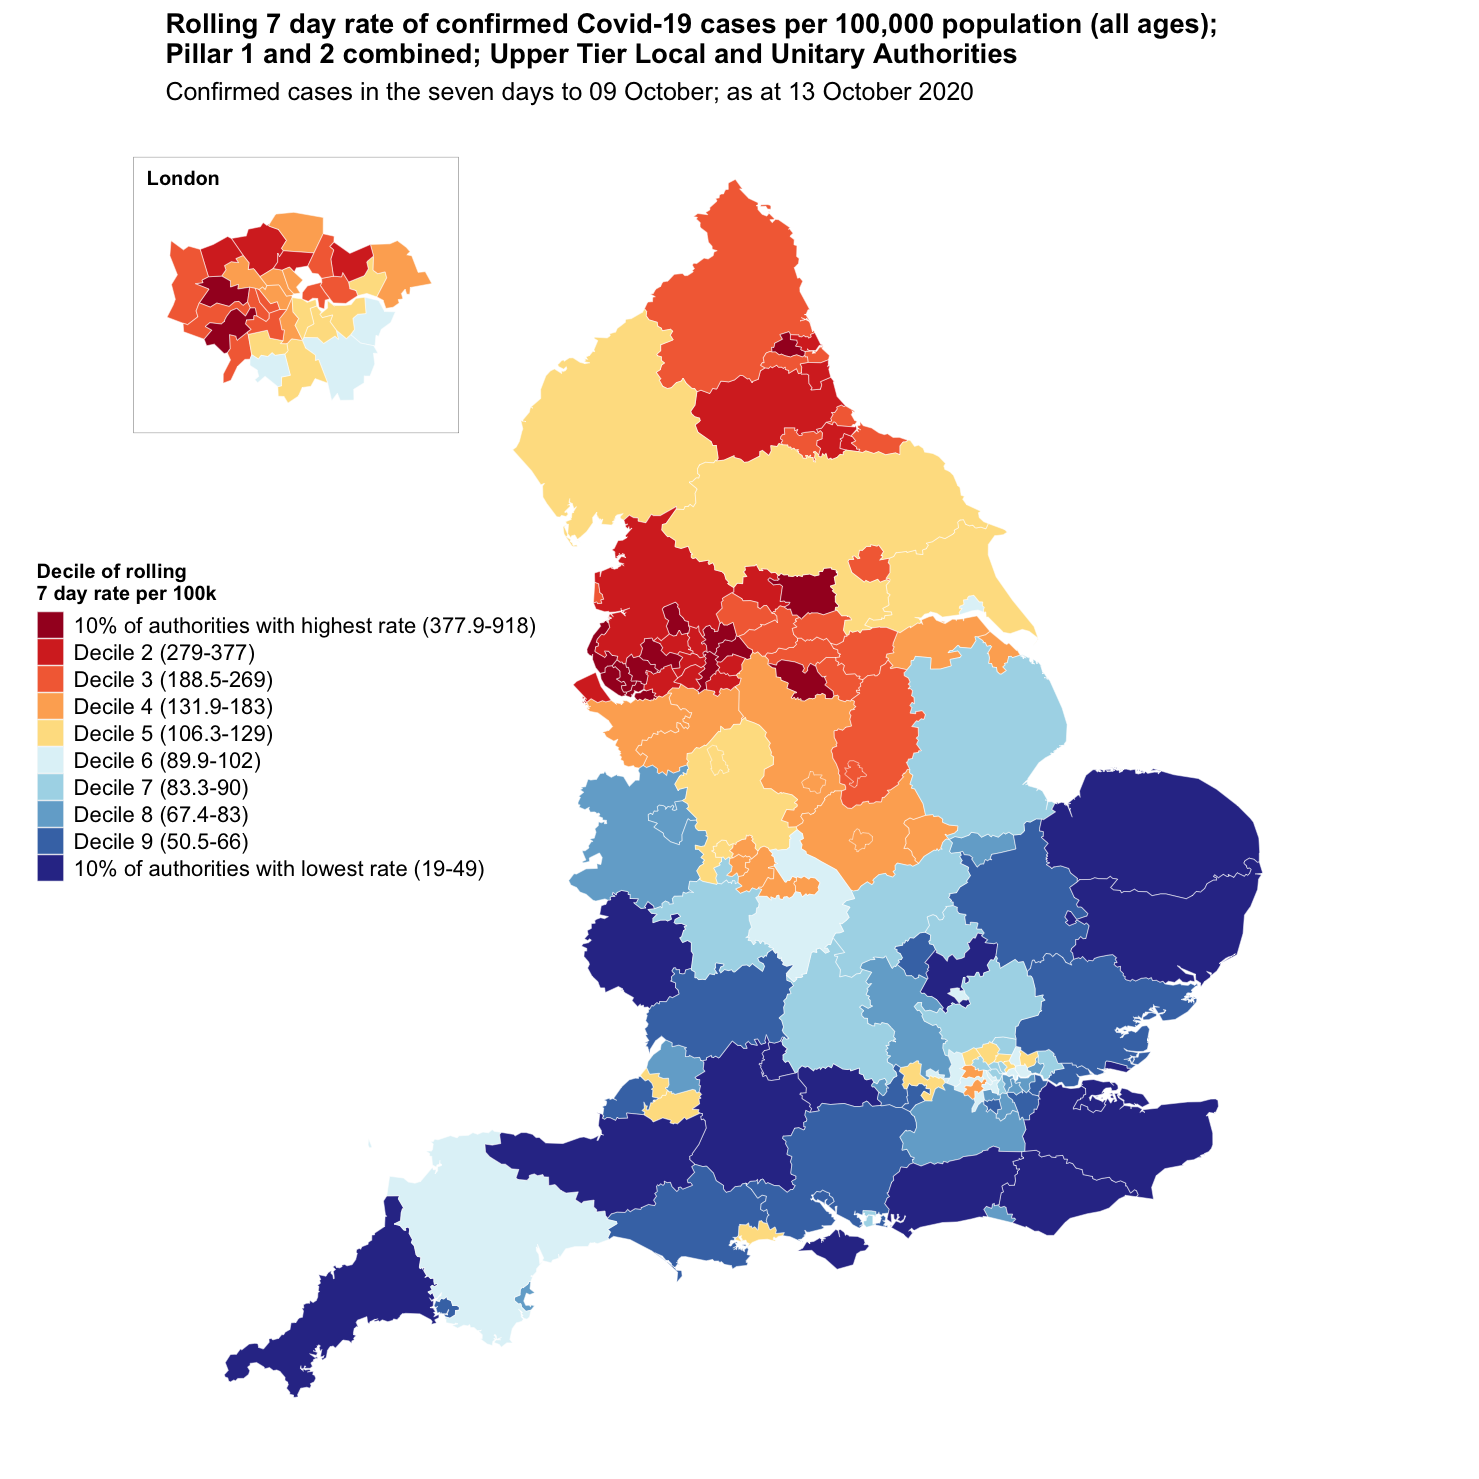 Rolling 7 day rate of confirmed Covid-19 cases per 100,000 population (all ages);
Pillar 1 and 2 combined; Upper Tier Local and Unitary Authorities
Confirmed cases in the seven days to 09 October; as at 13 October 2020
London
Decile of rolling
7 day rate per 100k
10% of authorities with highest rate (377.9-918)
Decile 2 (279-377)
Decile 3 (188.5-269)
Decile 4 (131.9-183)
Decile 5 (106.3-129)
Decile 6 (89.9-102)
Decile 7 (83.3-90)
Decile 8 (67.4-83)
Decile 9 (50.5-66)
10% of authorities with lowest rate (19-49)